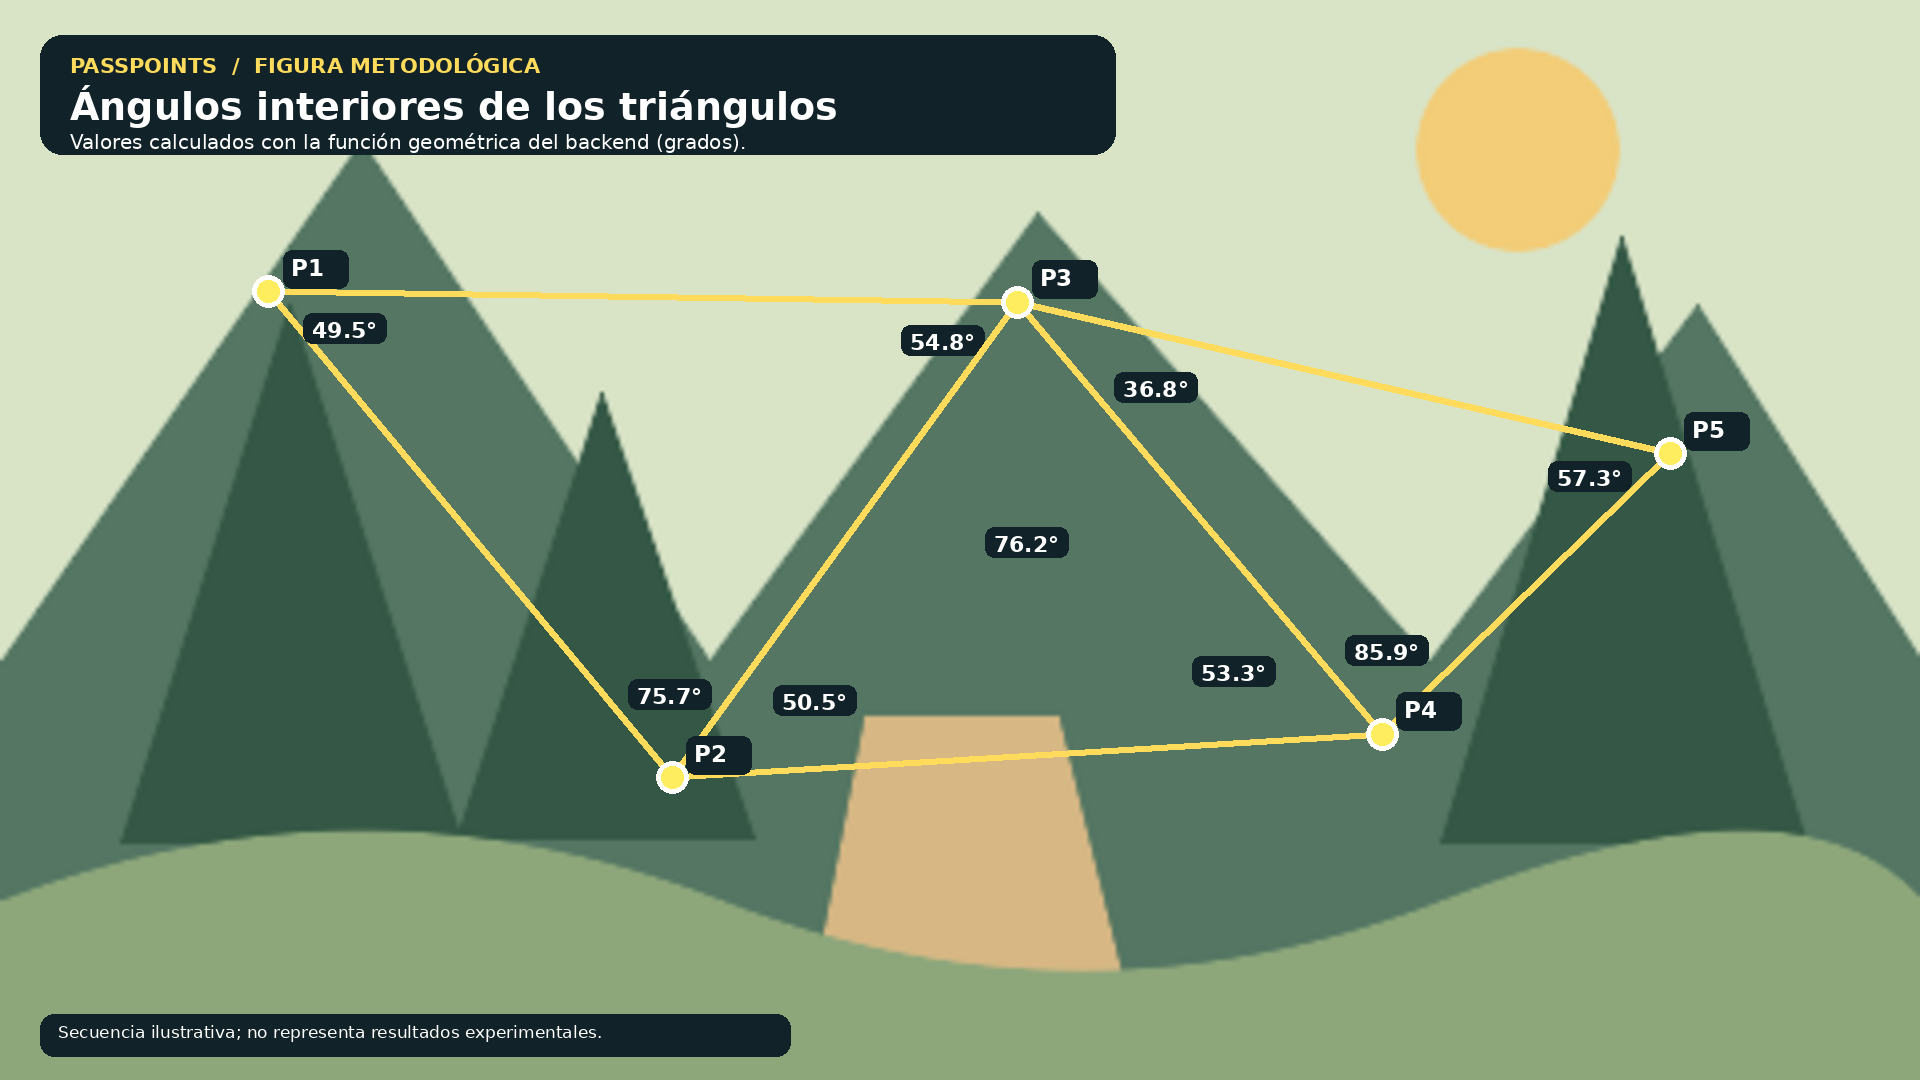 PASSPOINTS / FIGURA METODOLÓGICA
Ángulos interiores de los triángulos
Valores calculados con la función geométrica del backend (grados).
P1
P3
49.5°
54.8°
36.8°
P5
57.3°
76.2°
85.9°
53.3°
75.7°
50.5°
P4
P2
Secuencia ilustrativa; no representa resultados experimentales.